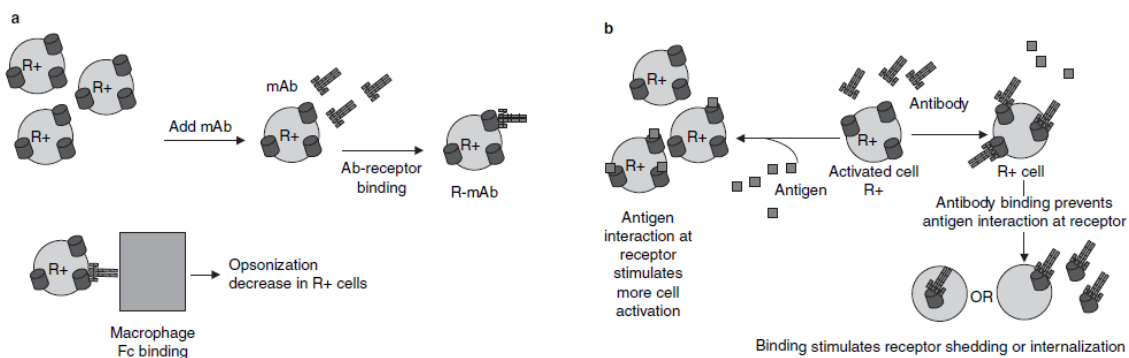 a
R+
R+
R+
Add mAb
mAb
R+
Ab-receptor
binding
R+
R-mAb
R+
Macrophage
Fc binding
Opsonization
decrease in R+ cells
b
R+
R+
R+
Antigen
interaction at
receptor
stimulates
more cell
activation
Antigen
R+
Activated cell
R+
Antibody
R+
R+ cell
Antibody binding prevents
antigen interaction at receptor
OR
Binding stimulates receptor shedding or internalization